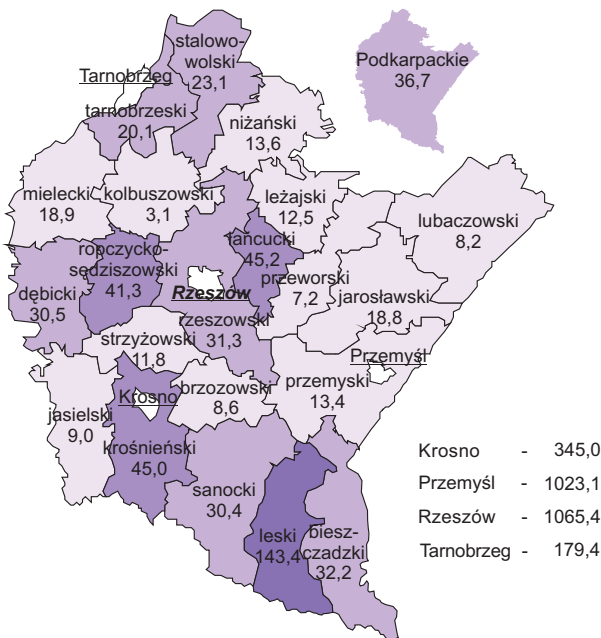 stalowo-
wolski
23,1
Podkarpackie
36,7
Tarnobrzeg
tarnobrzeski
20,1
niżański
13,6
mielecki
18,9
kolbuszowski
3,1
leżajski
12,5
lubaczowski
8,2
ropczycko-
sędziszowski
41,3
łańcucki
45,2
dębicki
30,5
Rzeszów
przeworski
7,2
jarosławski
18,8
rzeszowski
31,3
strzyżowski
11,8
Przemyśl
Krosno
brzozowski
8,6
przemyski
13,4
jasielski
9,0
krośnieński
45,0
sanocki
30,4
leski
143,4
biesz-
czadzki
32,2
Krosno - 345,0
Przemyśl - 1023,1
Rzeszów - 1065,4
Tarnobrzeg - 179,4